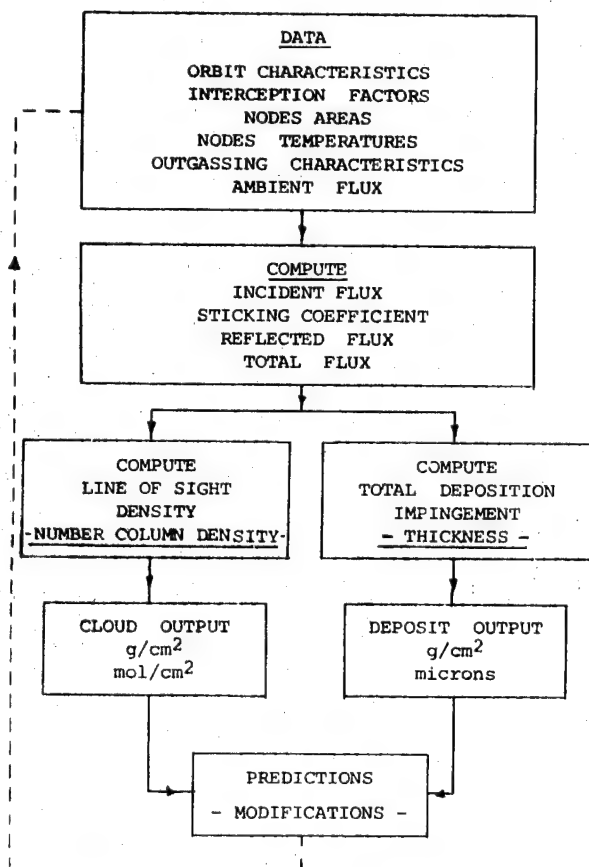 DATA
ORBIT CHARACTERISTICS
INTERCEPTION FACTORS
NODES AREAS
NODES TEMPERATURES
OUTGASSING CHARACTERISTICS
AMBIENT FLUX
COMPUTE
INCIDENT FLUX
STICKING COEFFICIENT
REFLECTED FLUX
TOTAL FLUX
COMPUTE
LINE OF SIGHT
DENSITY
-NUMBER COLUMN DENSITY-
COMPUTE
TOTAL DEPOSITION
IMPINGEMENT
- THICKNESS -
CLOUD OUTPUT
g/cm2
mol/cm2
DEPOSIT OUTPUT
g/cm2
microns
PREDICTIONS
- MODIFICATIONS -